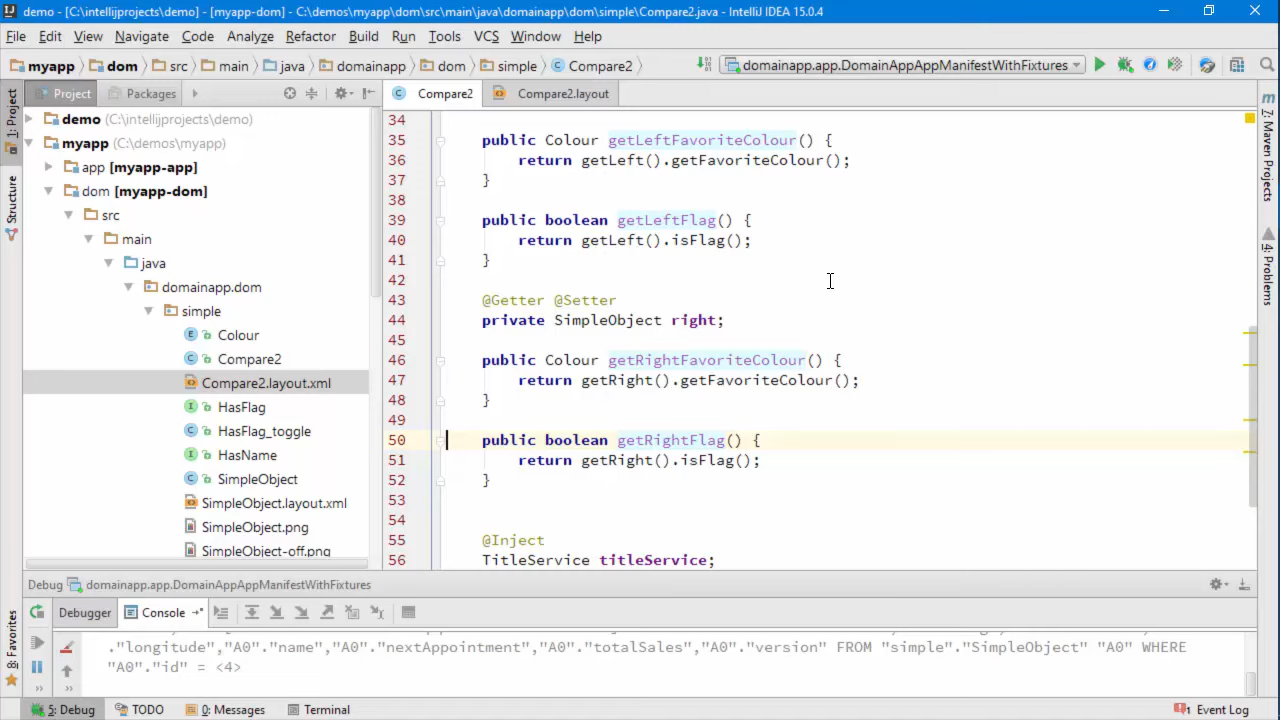 demo - [C:\intellijprojects\demo] - [myapp-dom] - C:\demos\myapp\dom\src\main\java\domainapp\dom\simple\Compare2.java - IntelliJ IDEA 15.0.4
File Edit View Navigate Code Analyze Refactor Build Run Tools VCS Window Help
myapp dom src main java domainapp dom simple Compare2 domainapp.app.DomainAppAppManifestWithFixtures
Project Packages Compare2 Compare2.layout
1: Project
Structure
8: Favorites
demo (C:\intellijprojects\demo)
myapp (C:\demos\myapp)
app [myapp-app]
dom [myapp-dom]
src
main
java
domainapp.dom
simple
Colour
Compare2
Compare2.layout.xml
HasFlag
HasFlag_toggle
HasName
SimpleObject
SimpleObject.layout.xml
SimpleObject.png
SimpleObject-off.png
34
35 public Colour getLeftFavoriteColour() {
36 return getLeft().getFavoriteColour();
37 }
38
39 public boolean getLeftFlag() {
40 return getLeft().isFlag();
41 }
42
43 @Getter @Setter
44 private SimpleObject right;
45
46 public Colour getRightFavoriteColour() {
47 return getRight().getFavoriteColour();
48 }
49
50 public boolean getRightFlag() {
51 return getRight().isFlag();
52 }
53
54
55 @Inject
56 TitleService titleService;
7: Maven Projects
4: Problems
Debug domainapp.app.DomainAppAppManifestWithFixtures
Debugger Console
."longitude","A0"."name","A0"."nextAppointment","A0"."totalSales","A0"."version" FROM "simple"."SimpleObject" "A0" WHERE
"A0"."id" = <4>
5: Debug TODO 0: Messages Terminal 1 Event Log